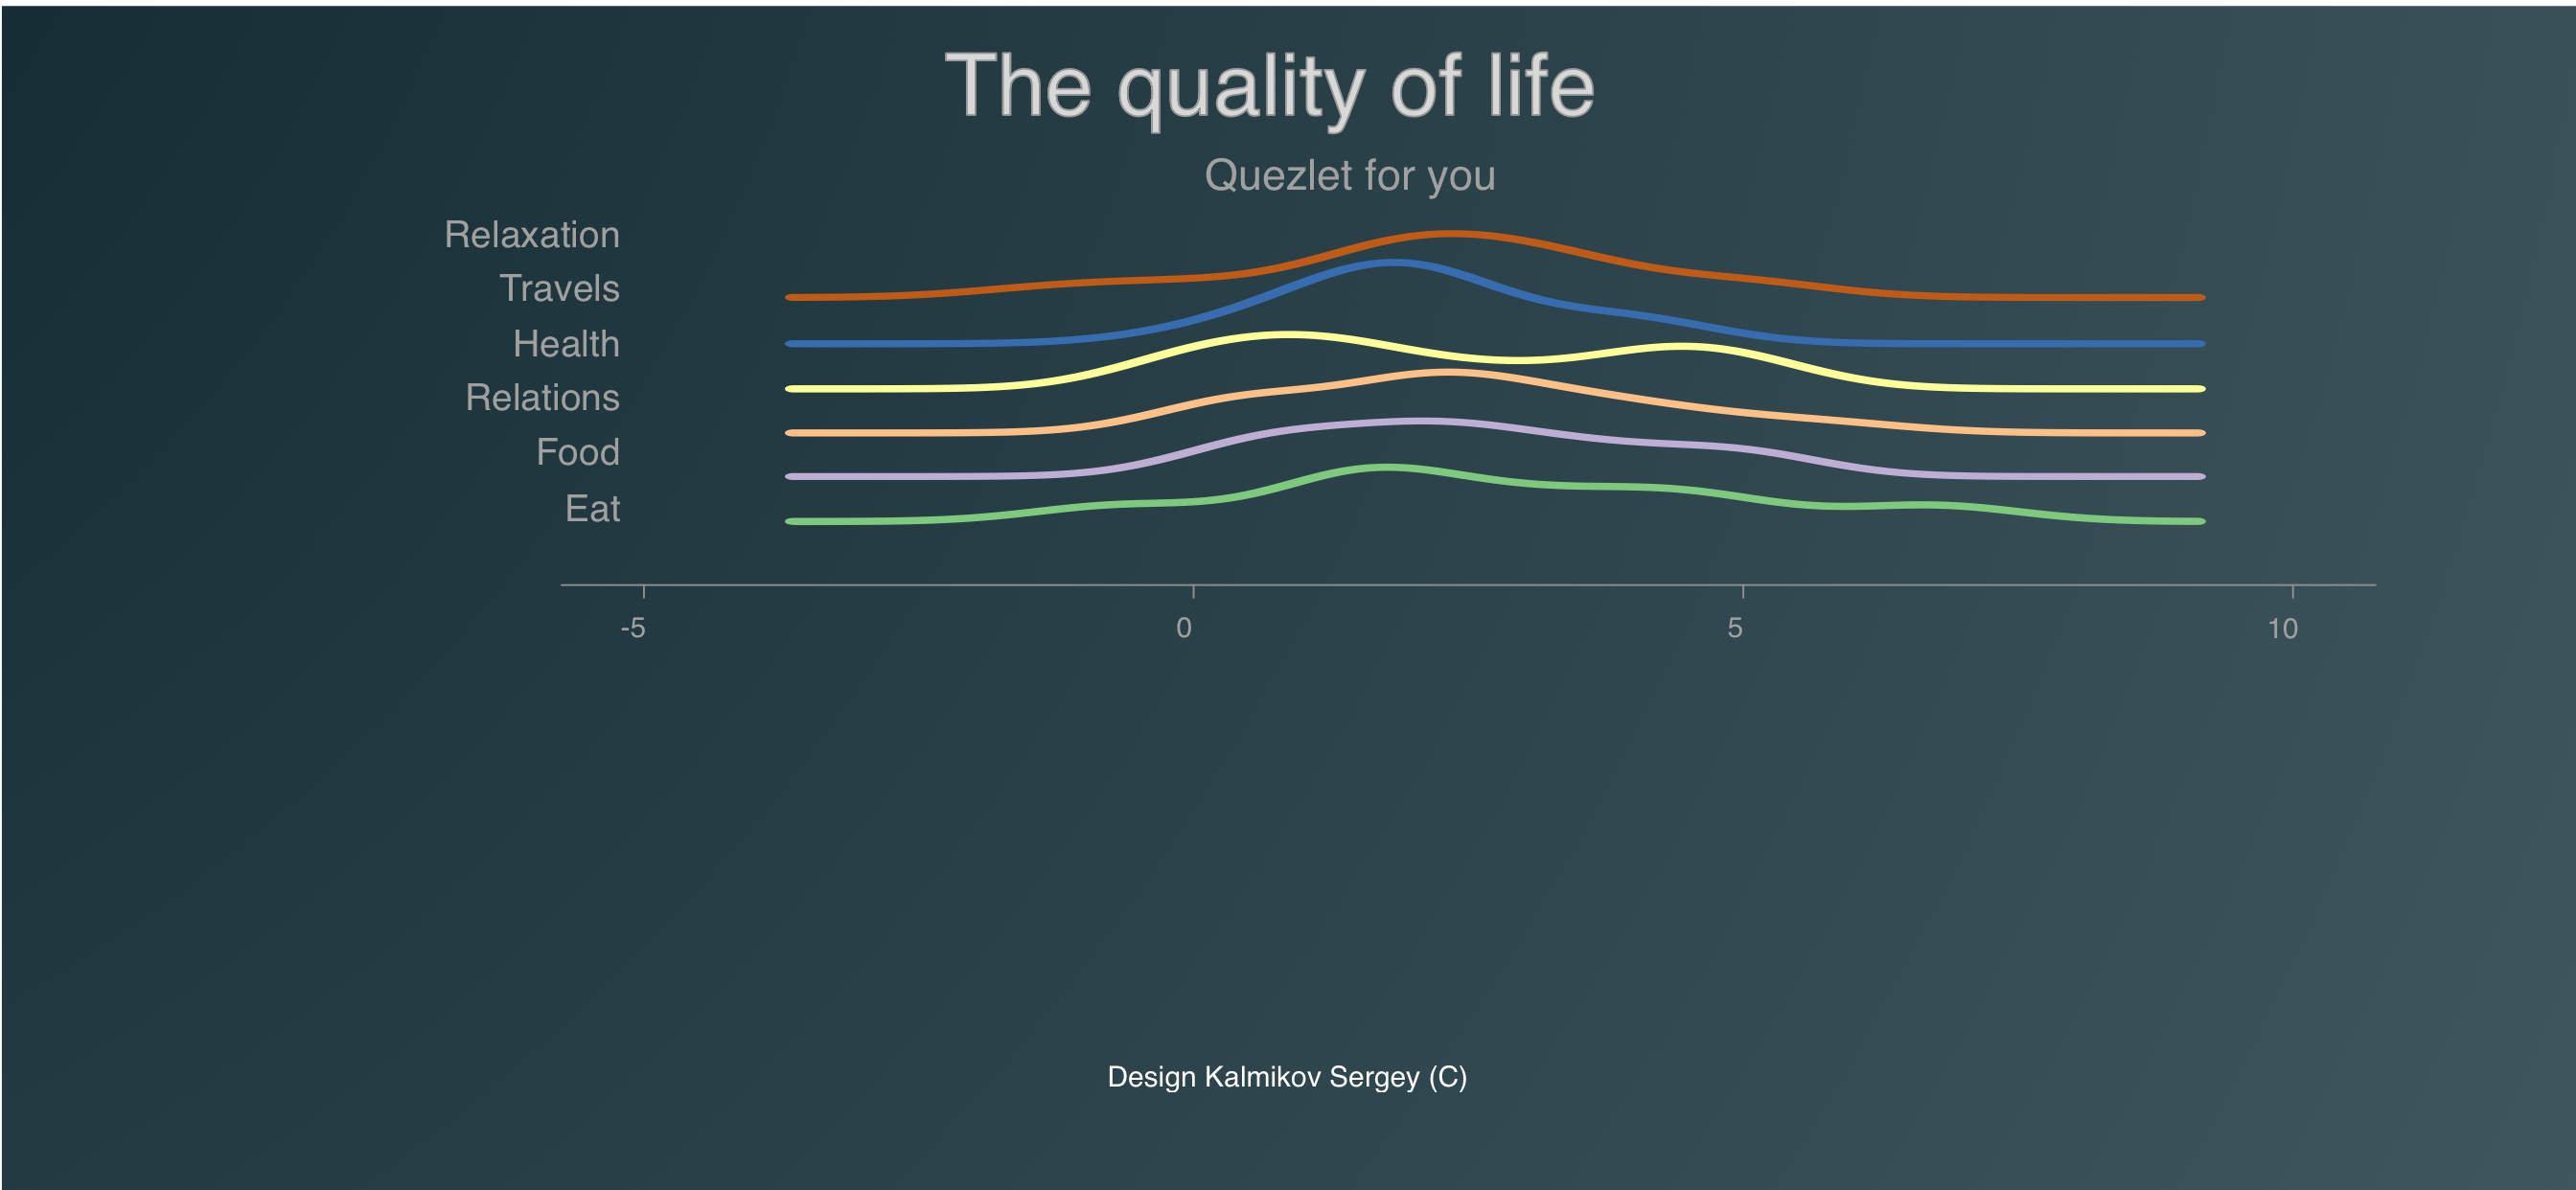 The quality of life
Quezlet for you
Relaxation
Travels
Health
Relations
Food
Eat
-5 0 5 10
Design Kalmikov Sergey (C)